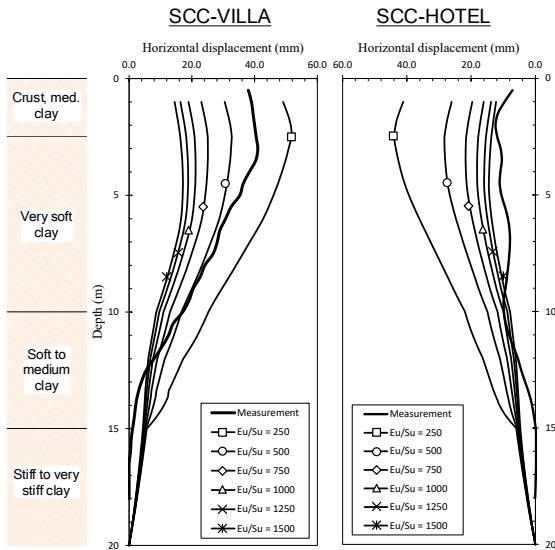 SCC-VILLA
SCC-HOTEL
Horizontal displacement (mm)
Horizontal displacement (mm)
0.0 20.0 40.0 60.0
60.0 40.0 20.0 0.0
0
5
10
15
20
Depth (m)
0
5
10
15
20
Crust, med.
clay
Very soft
clay
Soft to
medium
clay
Stiff to very
stiff clay
Measurement
Eu/Su = 250
Eu/Su = 500
Eu/Su = 750
Eu/Su = 1000
Eu/Su = 1250
Eu/Su = 1500
Measurement
Eu/Su = 250
Eu/Su = 500
Eu/Su = 750
Eu/Su = 1000
Eu/Su = 1250
Eu/Su = 1500